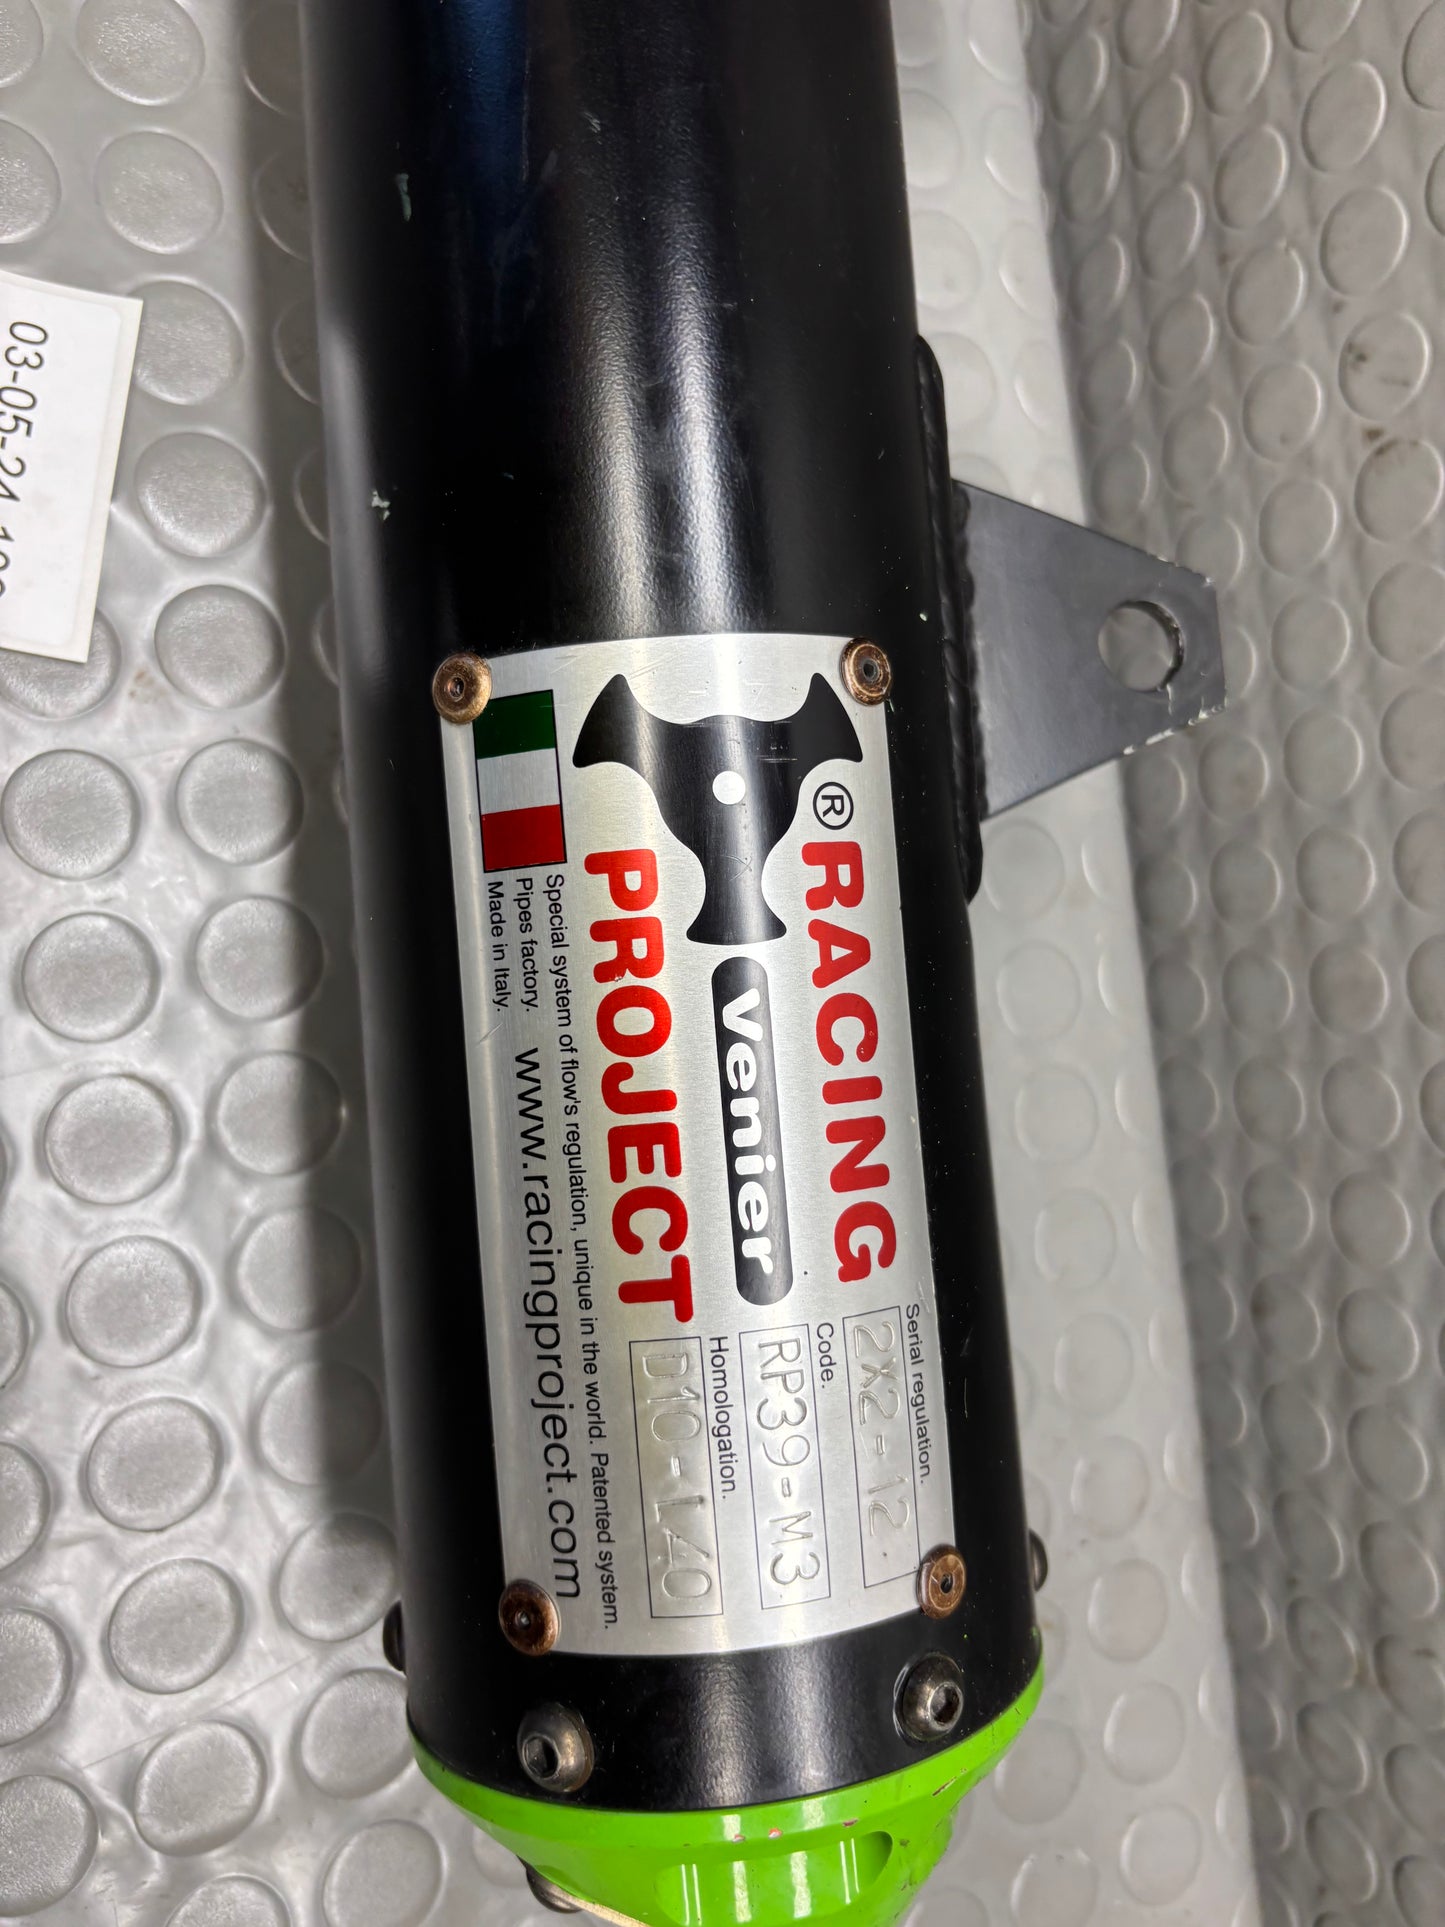 RACING®
Venier
PROJECT
Serial regulation.
2X2-12
Code.
RP39-M3
Homologation.
D10-L40
Special system of flow's regulation, unique in the world. Patented system.
Pipes factory.
Made in Italy.
www.racingproject.com
03-05-21